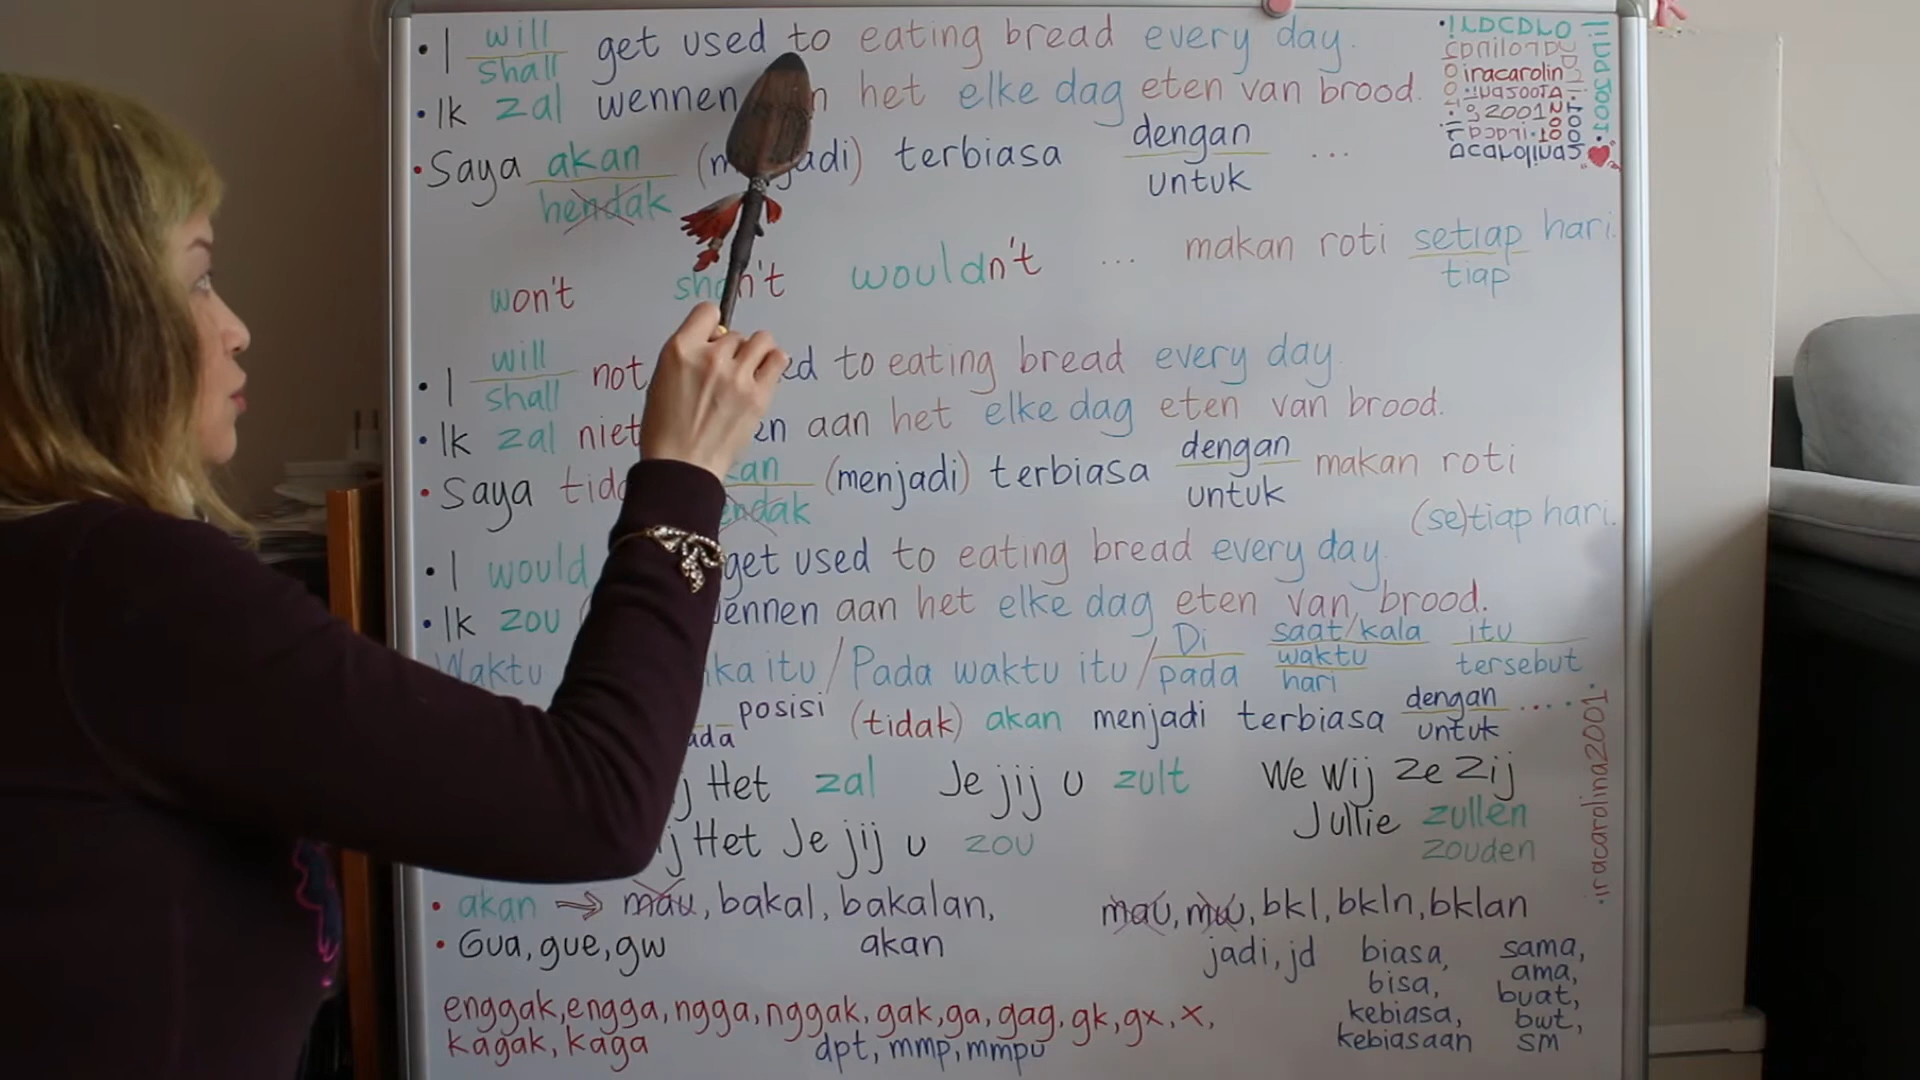 • I will/shall get used to eating bread every day.
• Ik zal wennen het elke dag eten van brood.
• Saya akan/hendak (m jadi) terbiasa dengan/untuk ...
won't shan't wouldn't ... makan roti setiap/tiap hari.
• I will/shall not to eating bread every day.
• Ik zal niet aan het elke dag eten van brood.
• Saya (menjadi) terbiasa dengan/untuk makan roti
(se)tiap hari.
• I would get used to eating bread every day.
• Ik zou wennen aan het elke dag eten van brood.
Waktu ka itu / Pada waktu itu / Di/pada saat/kala/waktu/hari itu/tersebut
posisi (tidak) akan menjadi terbiasa dengan/untuk ....
Het zal Je jij u zult We Wij Ze Zij
Jullie zullen
Het Je jij u zou zouden
• akan ⇒ mau, bakal, bakalan, mau, mw, bkl, bkln, bklan
• Gua, gue, gw akan jadi, jd biasa, sama,
bisa, ama,
enggak, engga, ngga, nggak, gak, ga, gag, gk, gx, x, kebiasa, buat,
kagak, kaga dpt, mmp, mmpu kebiasaan bwt,
sm
iracarolin
.iracarolina2001.